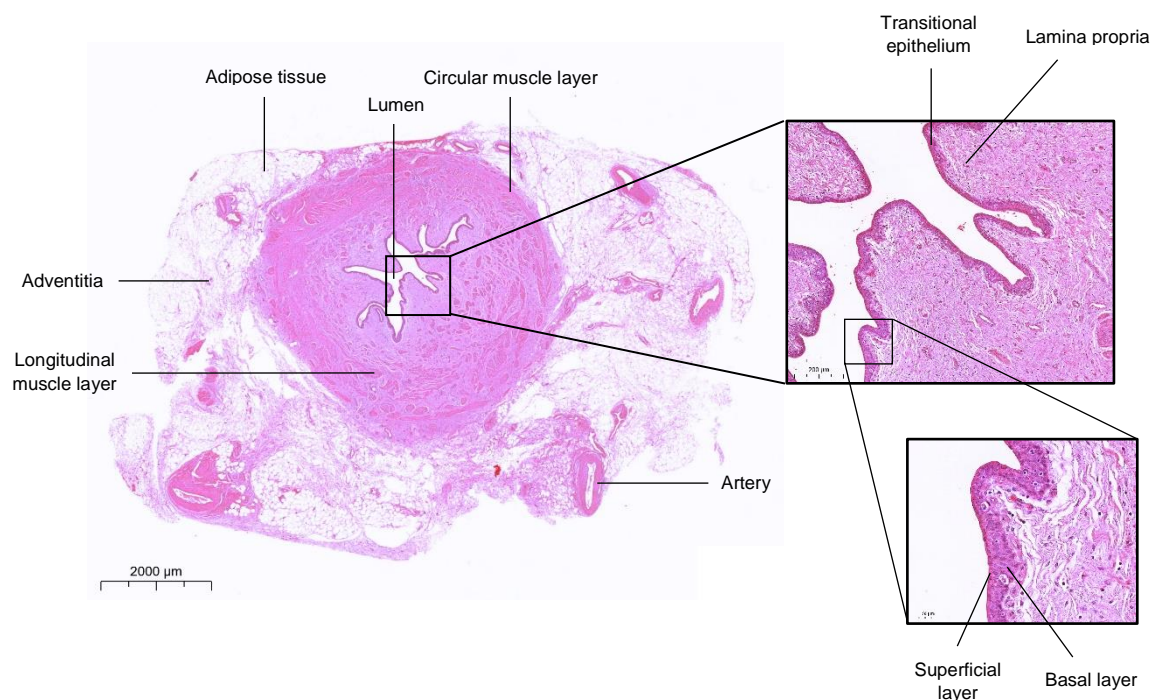 Transitional
epithelium
Lamina propria
Adipose tissue
Circular muscle layer
Lumen
Adventitia
Longitudinal
muscle layer
200 µm
Artery
2000 µm
Superficial
layer
Basal layer